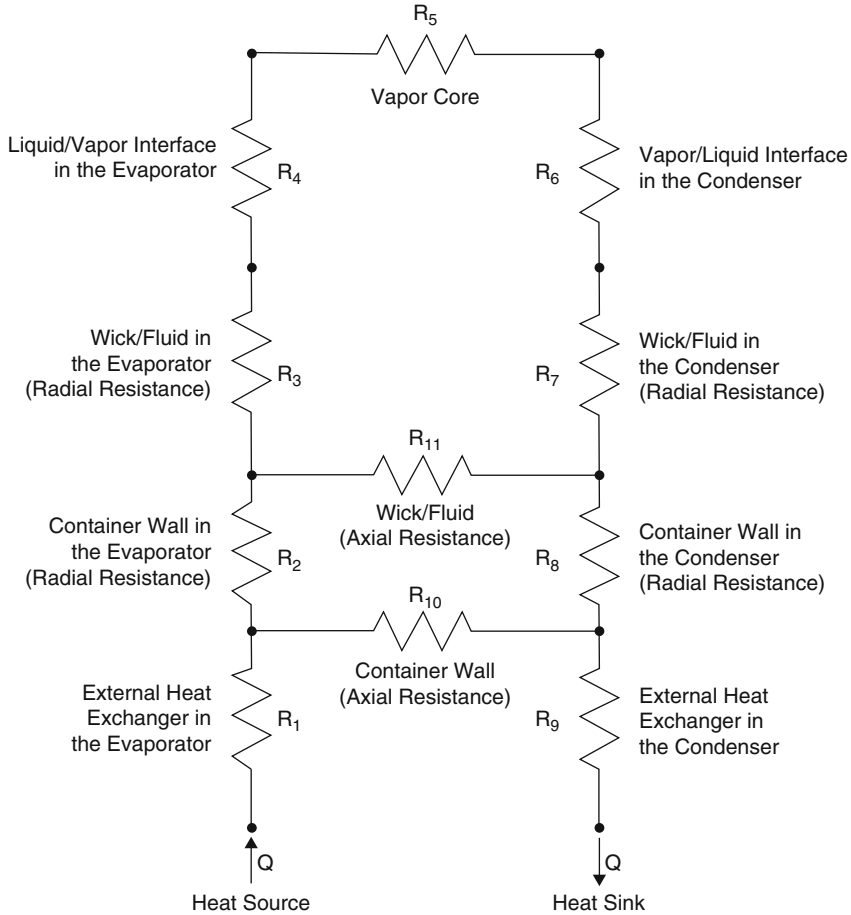 R5
Vapor Core
Liquid/Vapor Interface
in the Evaporator
R4
R6
Vapor/Liquid Interface
in the Condenser
Wick/Fluid in
the Evaporator
(Radial Resistance)
R3
R7
Wick/Fluid in
the Condenser
(Radial Resistance)
R11
Wick/Fluid
(Axial Resistance)
Container Wall in
the Evaporator
(Radial Resistance)
R2
R8
Container Wall in
the Condenser
(Radial Resistance)
R10
Container Wall
(Axial Resistance)
External Heat
Exchanger in
the Evaporator
R1
R9
External Heat
Exchanger in
the Condenser
Q
Heat Source
Q
Heat Sink